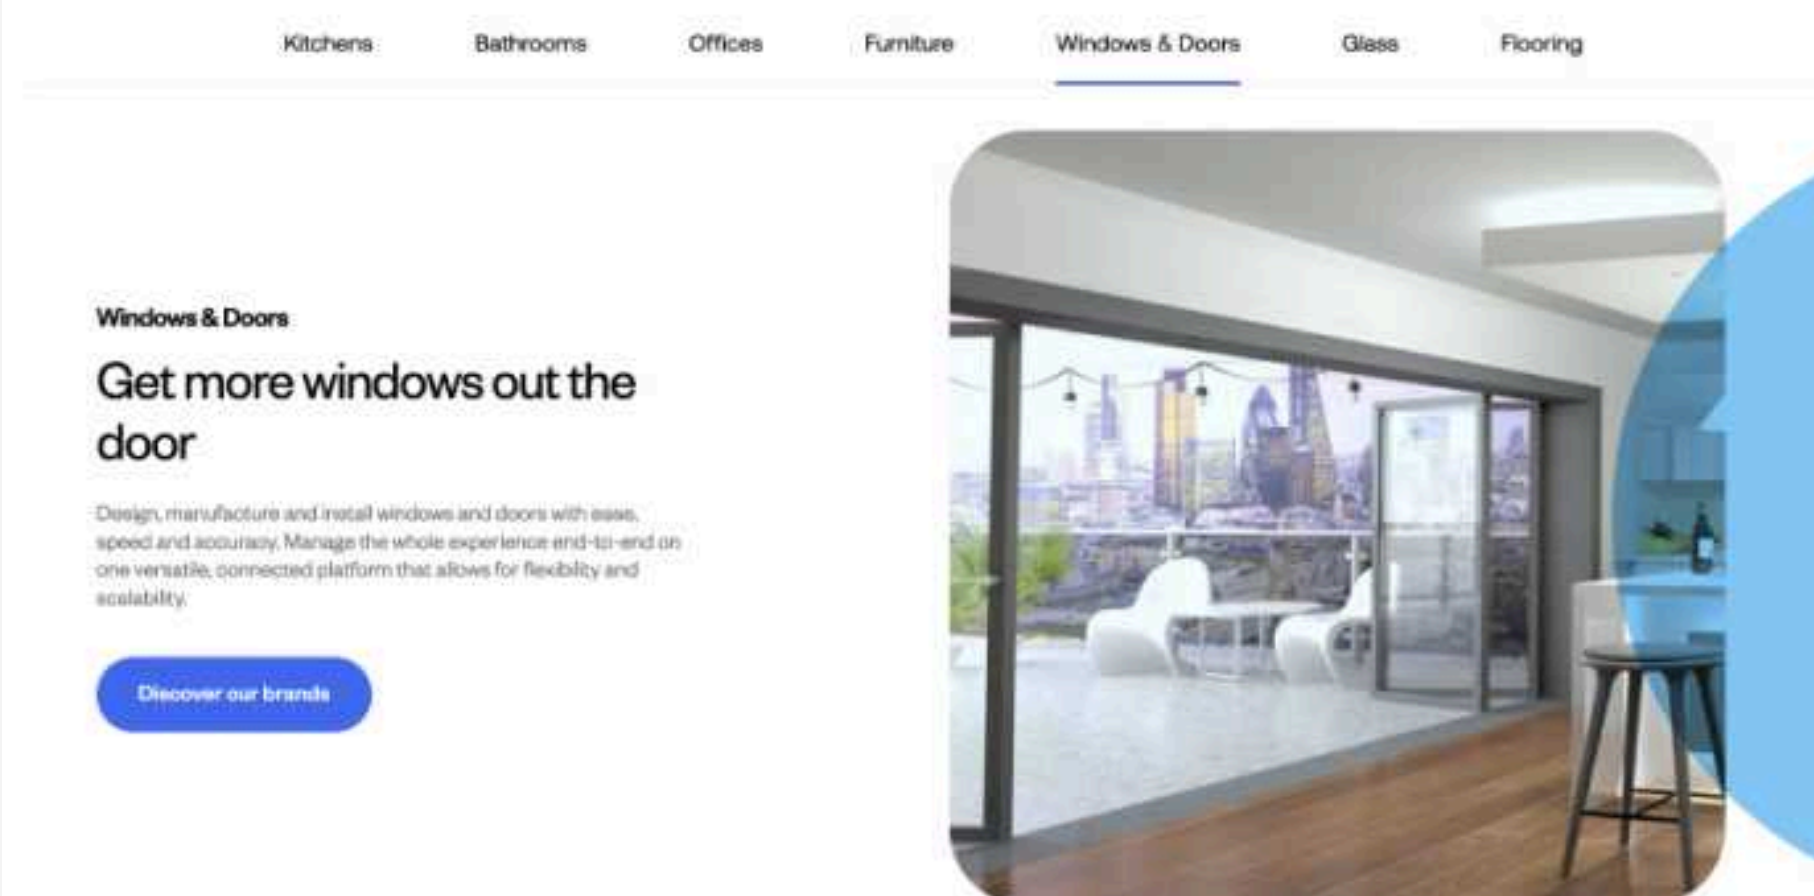 Kitchens Bathrooms Offices Furniture Windows & Doors Glass Flooring
Windows & Doors
Get more windows out the
door
Design, manufacture and install windows and doors with ease,
speed and accuracy. Manage the whole experience end-to-end on
one versatile, connected platform that allows for flexibility and
scalability.
Discover our brands